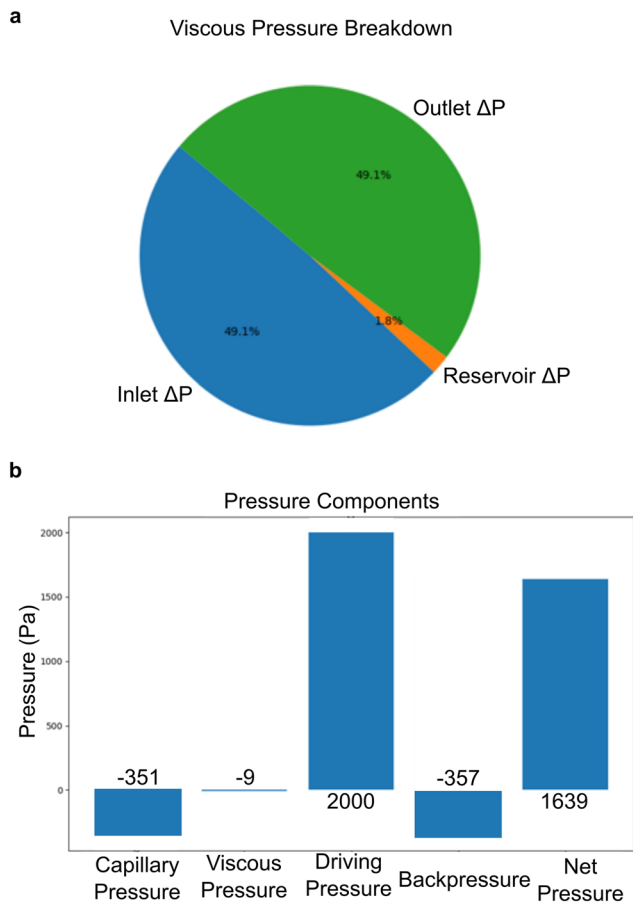 a
Viscous Pressure Breakdown
Outlet ΔP
49.1%
1.8%
49.1%
Reservoir ΔP
Inlet ΔP
b
Pressure Components
Pressure (Pa)
2000
1500
1000
500
0
-351
-9
2000
-357
1639
Capillary
Pressure
Viscous
Pressure
Driving
Pressure
Backpressure
Net
Pressure